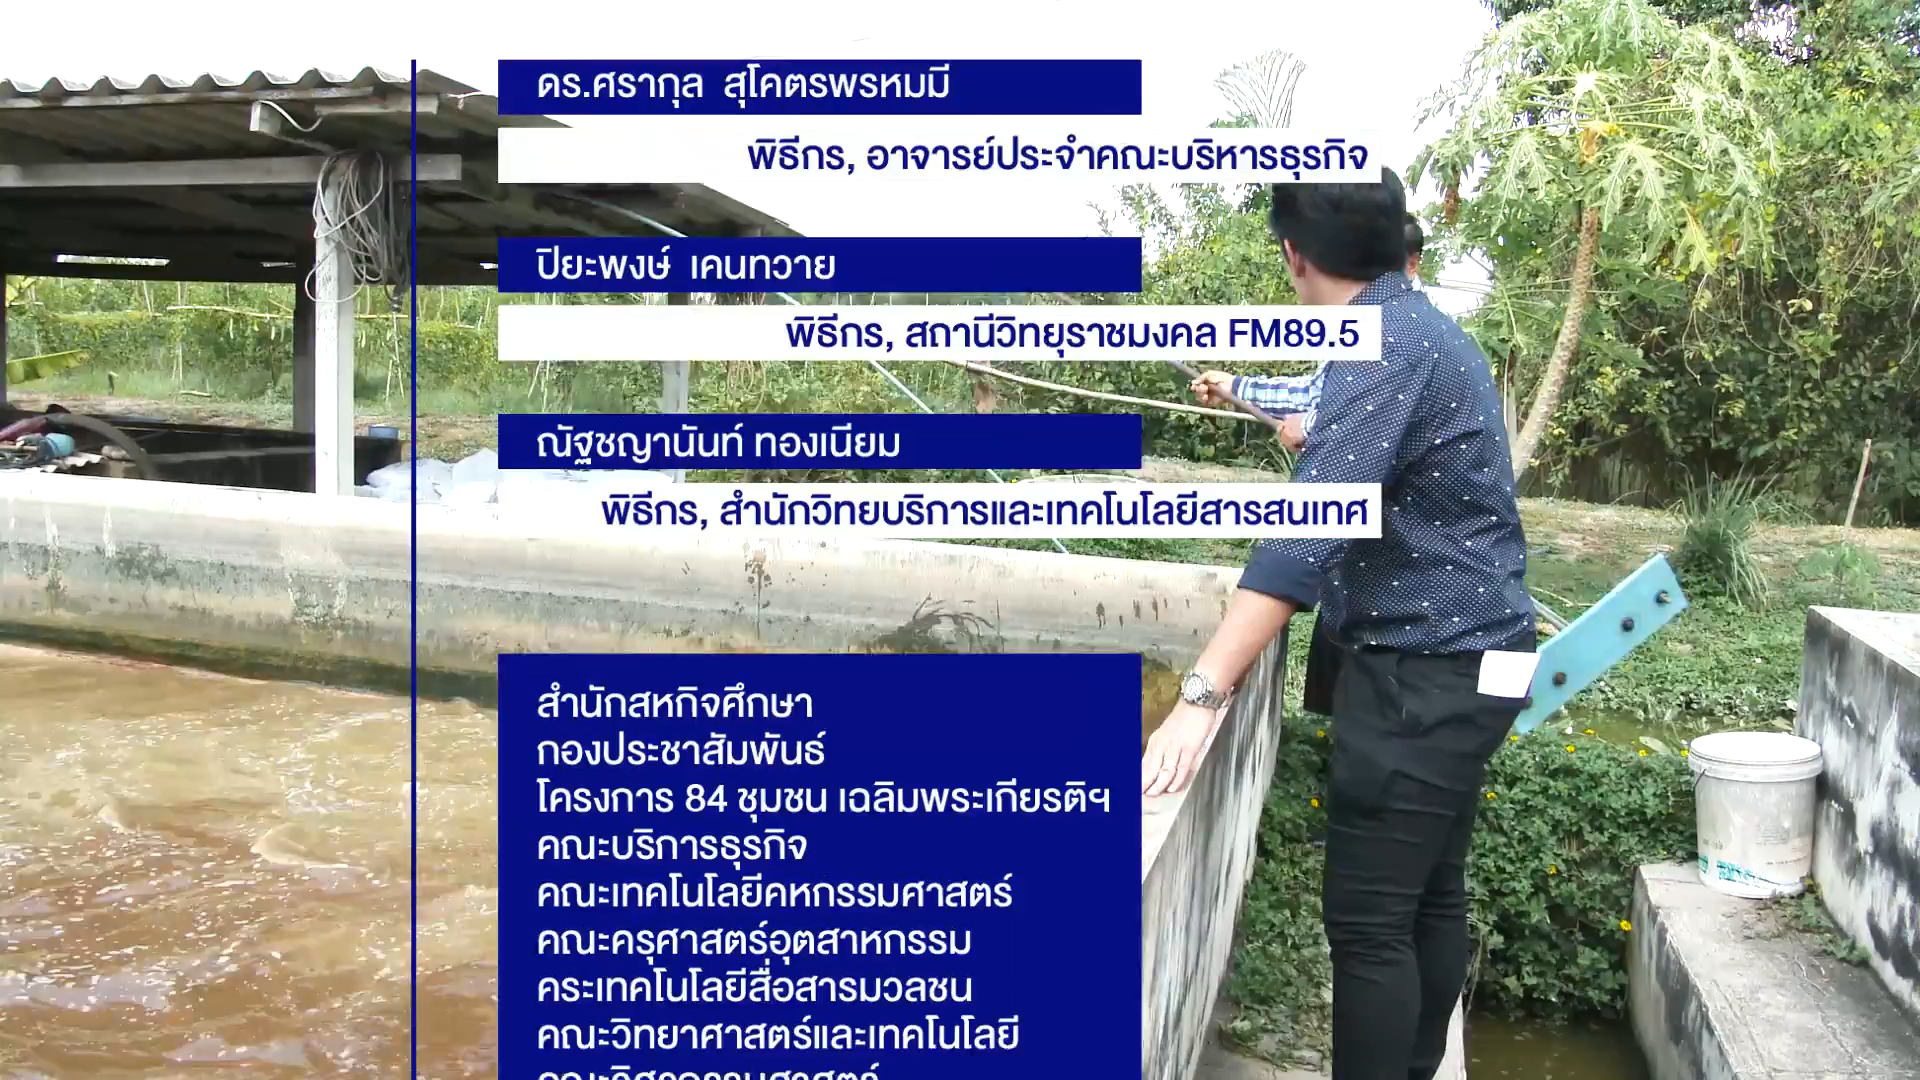 ดร.ศรากุล สุโคตรพรหมมี
พิธีกร, อาจารย์ประจำคณะบริหารธุรกิจ
ปิยะพงษ์ เคนทวาย
พิธีกร, สถานีวิทยุราชมงคล FM89.5
ณัฐชญานันท์ ทองเนียม
พิธีกร, สำนักวิทยบริการและเทคโนโลยีสารสนเทศ
สำนักสหกิจศึกษา
กองประชาสัมพันธ์
โครงการ 84 ชุมชน เฉลิมพระเกียรติฯ
คณะบริการธุรกิจ
คณะเทคโนโลยีคหกรรมศาสตร์
คณะครุศาสตร์อุตสาหกรรม
คระเทคโนโลยีสื่อสารมวลชน
คณะวิทยาศาสตร์และเทคโนโลยี